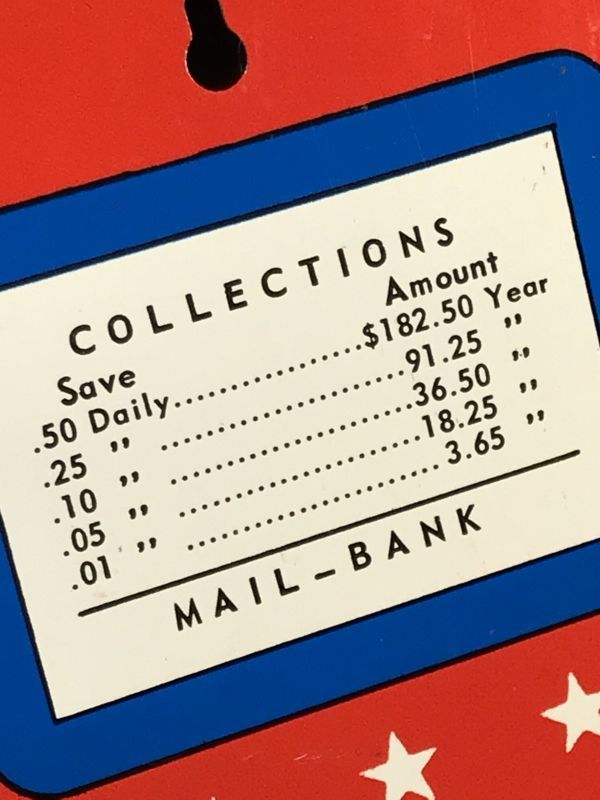 COLLECTIONS
Save Amount
.50 Daily...................$182.50 Year
.25 ,, ........................91.25 ,,
.10 ,, ........................36.50 ,,
.05 ,, ........................18.25 ,,
.01 ,, ......................... 3.65 ,,
MAIL-BANK